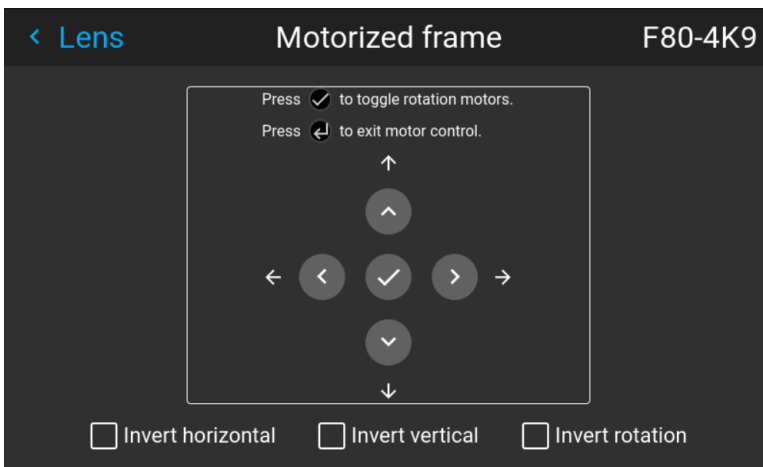 Lens
Motorized frame
F80-4K9
Press to toggle rotation motors.
Press to exit motor control.
Invert horizontal
Invert vertical
Invert rotation